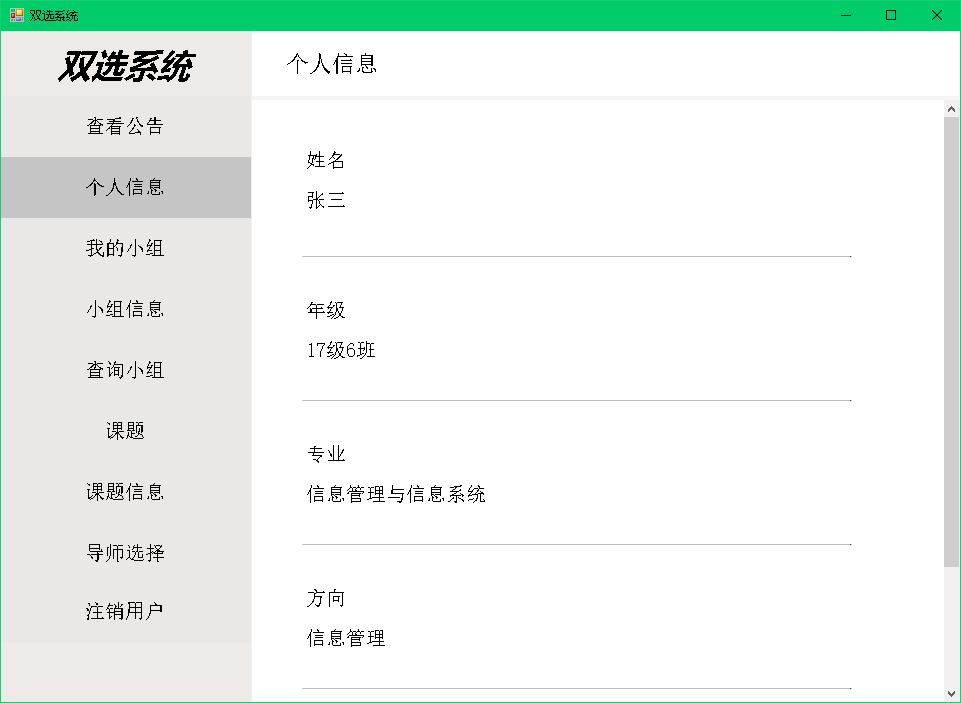 双选系统
双选系统
查看公告
个人信息
我的小组
小组信息
查询小组
课题
课题信息
导师选择
注销用户
个人信息
姓名
张三
年级
17级6班
专业
信息管理与信息系统
方向
信息管理